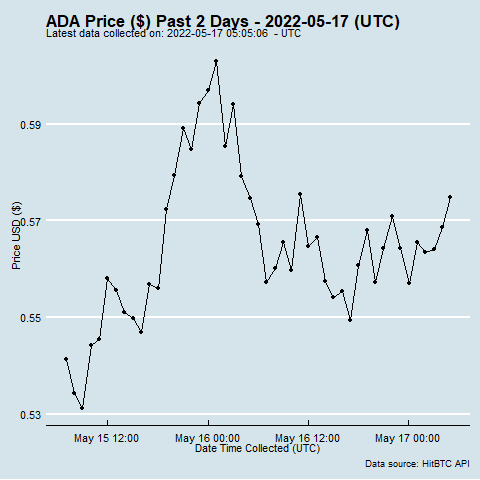 ADA Price ($) Past 2 Days - 2022-05-17 (UTC)
Latest data collected on: 2022-05-17 05:05:06 - UTC
Price USD ($)
0.59
0.57
0.55
0.53
May 15 12:00 May 16 00:00 May 16 12:00 May 17 00:00
Date Time Collected (UTC)
Data source: HitBTC API